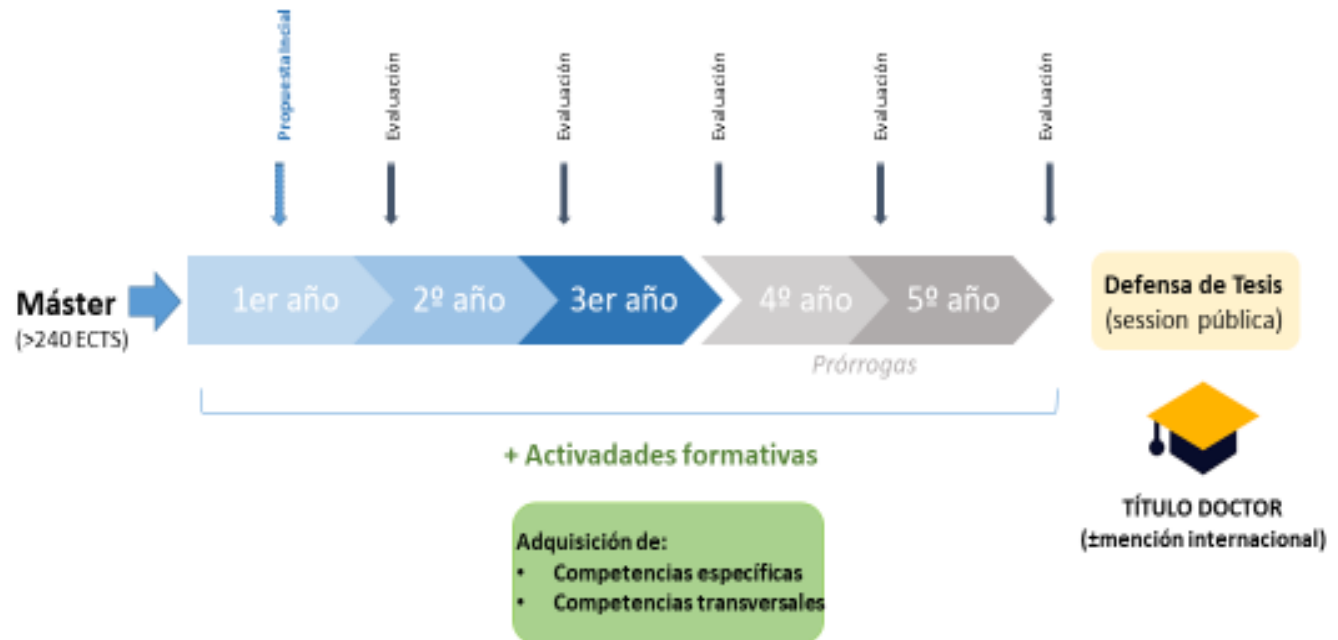 Propuesta Incial
Evaluación
Evaluación
Evaluación
Evaluación
Evaluación
Máster
(>240 ECTS)
1er año
2º año
3er año
4º año
5º año
Prórrogas
Defensa de Tesis
(session pública)
+ Activadades formativas
Adquisición de:
• Competencias específicas
• Competencias transversales
TÍTULO DOCTOR
(±mención internacional)